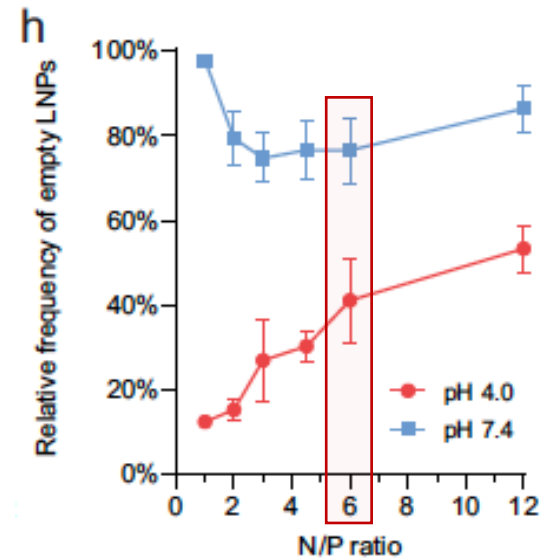 h
Relative frequency of empty LNPs
100%
80%
60%
40%
20%
0%
pH 4.0
pH 7.4
0 2 4 6 8 10 12
N/P ratio